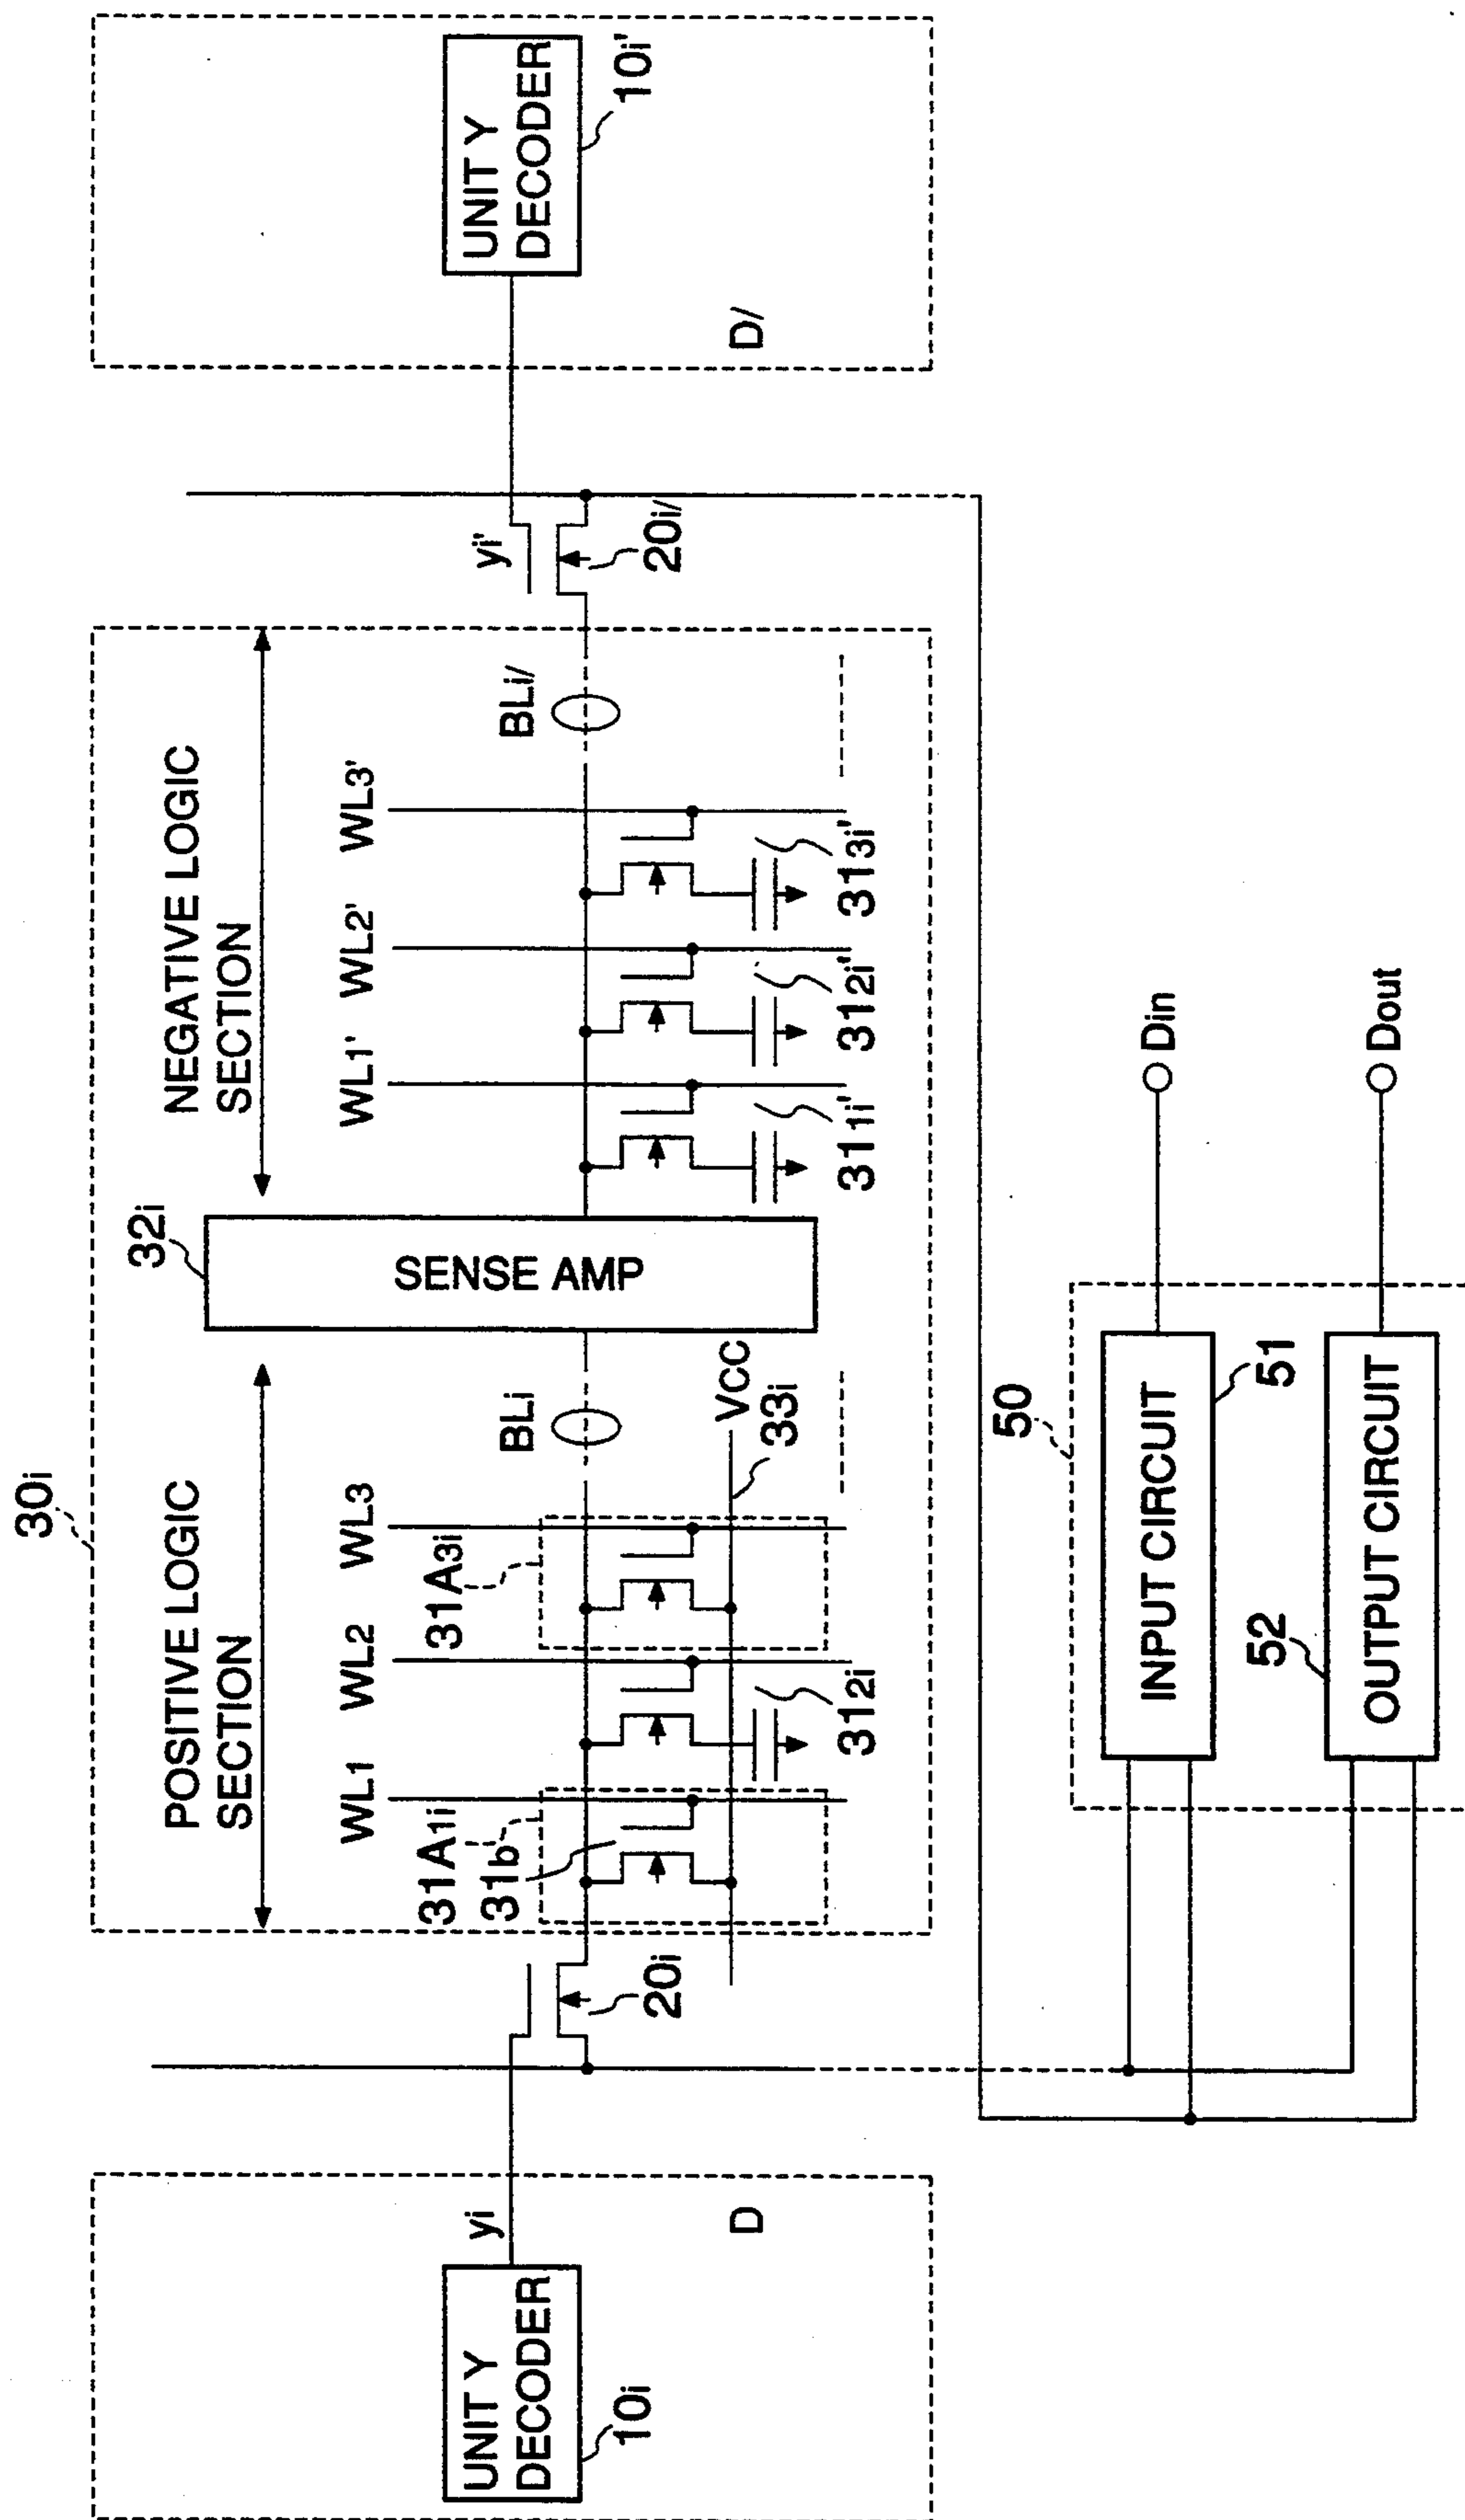 30i
POSITIVE LOGIC
SECTION
32i
NEGATIVE LOGIC
SECTION
WL1
WL2
WL3
WL1'
WL2'
WL3'
31A1i
31b
31A3i
BLi
SENSE AMP
BLi/
UNIT Y
DECODER
yi
10i
D
20i
312i
VCC
33i
311i'
312i'
313i'
yi'
20i/
UNIT Y
DECODER
10i'
D/
50
INPUT CIRCUIT
51
Din
52
OUTPUT CIRCUIT
Dout